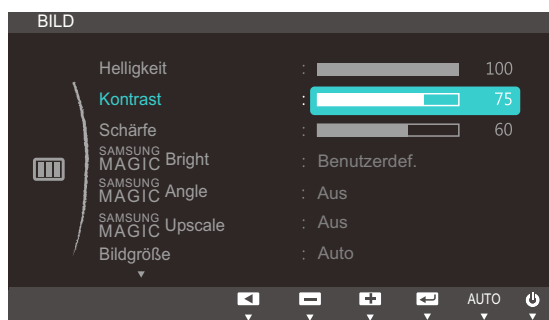 BILD
Helligkeit : 100
Kontrast : 75
Schärfe : 60
SAMSUNG
MAGIC Bright : Benutzerdef.
SAMSUNG
MAGIC Angle : Aus
SAMSUNG
MAGIC Upscale : Aus
Bildgröße : Auto
AUTO